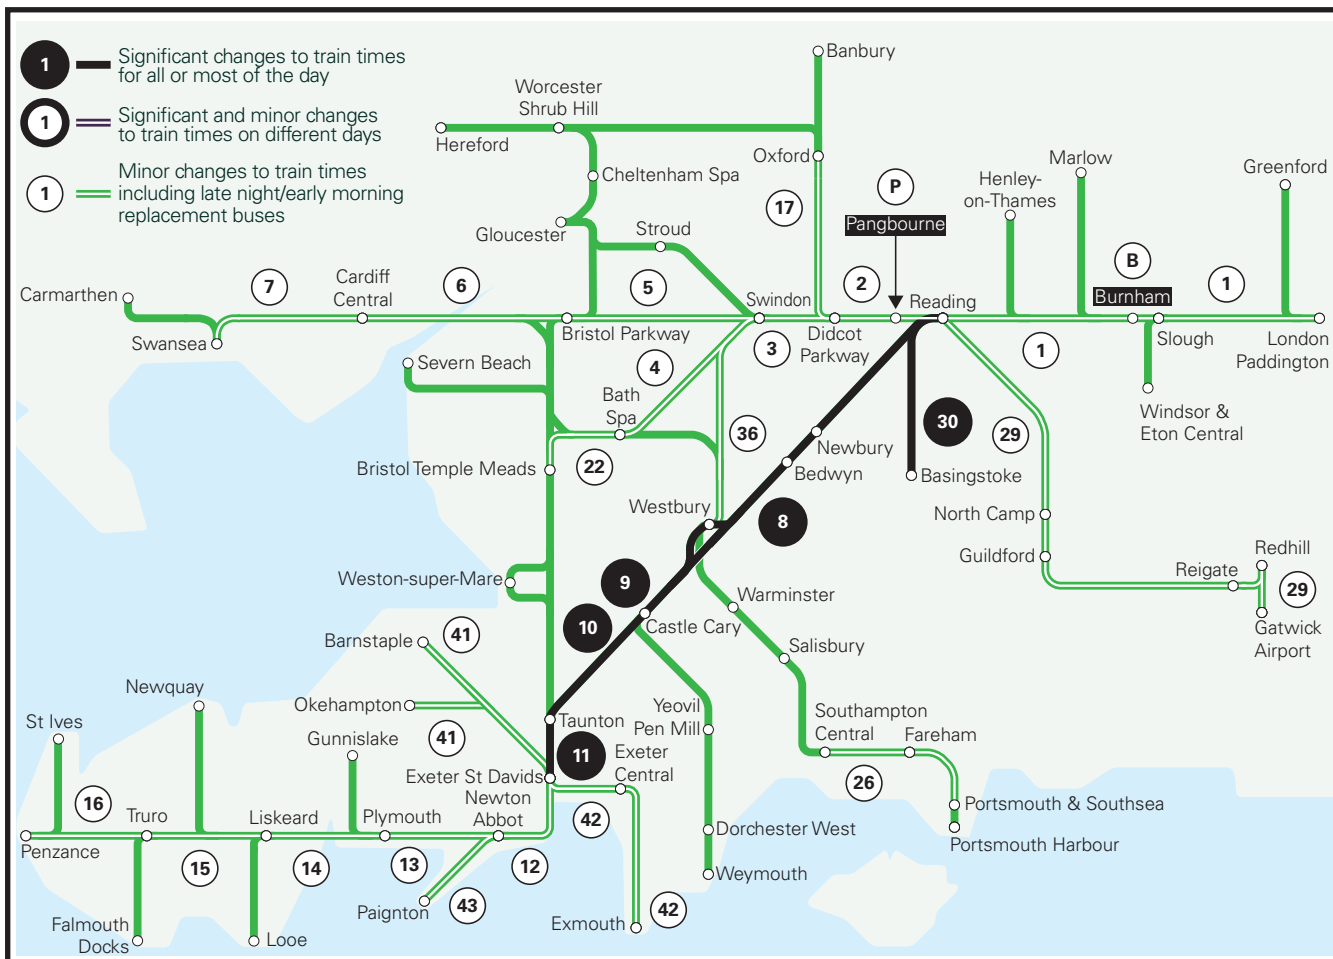 1
Significant changes to train times
for all or most of the day
1
Significant and minor changes
to train times on different days
1
Minor changes to train times
including late night/early morning
replacement buses
Banbury
Worcester
Shrub Hill
Hereford
Oxford
Cheltenham Spa
17
P
Pangbourne
Henley-
on-Thames
Marlow
Greenford
Gloucester
Stroud
B
Burnham
1
7
Cardiff
Central
6
5
Swindon
2
Reading
Carmarthen
Swansea
Bristol Parkway
3
Didcot
Parkway
1
Slough
London
Paddington
Severn Beach
4
Bath
Spa
36
Newbury
30
29
Windsor &
Eton Central
Bristol Temple Meads
22
Bedwyn
Basingstoke
Westbury
8
North Camp
Guildford
Reigate
Redhill
29
Gatwick
Airport
Weston-super-Mare
9
10
Castle Cary
Warminster
Salisbury
Barnstaple
41
Okehampton
41
Newquay
St Ives
Gunnislake
Taunton
Yeovil
Pen Mill
Southampton
Central
Fareham
26
Exeter St Davids
11
Exeter
Central
Newton
Abbot
42
Portsmouth & Southsea
Portsmouth Harbour
16
Penzance
Truro
15
Liskeard
14
Plymouth
13
12
Dorchester West
Weymouth
Paignton
43
Exmouth
42
Falmouth
Docks
Looe